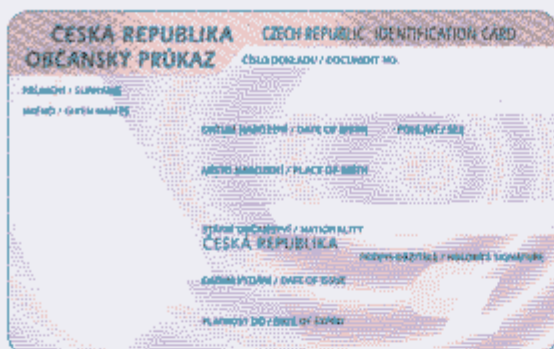 ČESKÁ REPUBLIKA
CZECH REPUBLIC IDENTIFICATION CARD
OBČANSKÝ PRŮKAZ
ČÍSLO DOKLADU / DOCUMENT NO.
PŘÍJMENÍ / SURNAME
JMÉNO / GIVEN NAMES
DATUM NAROZENÍ / DATE OF BIRTH
POHLAVÍ / SEX
MÍSTO NAROZENÍ / PLACE OF BIRTH
STÁTNÍ OBČANSTVÍ / NATIONALITY
ČESKÁ REPUBLIKA
PODPIS DRŽITELE / HOLDER'S SIGNATURE
DATUM VYDÁNÍ / DATE OF ISSUE
PLATNOST DO / DATE OF EXPIRY